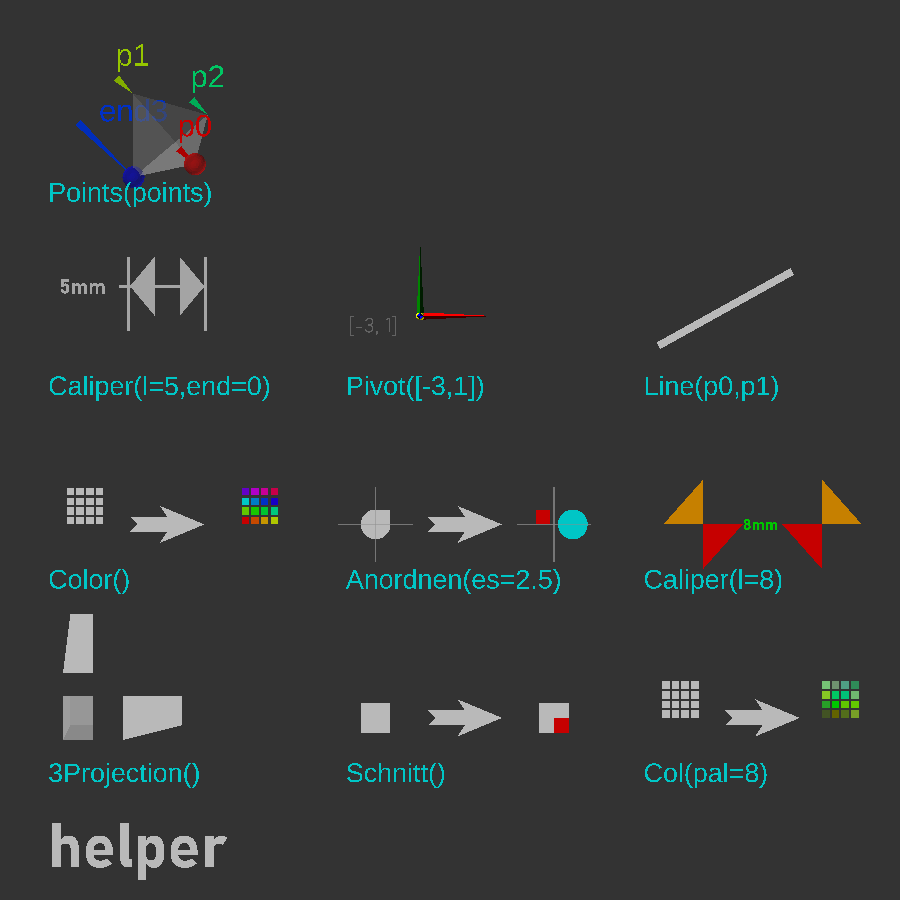 p1
p2
p0
Points(points)
5mm
[-3, 1]
Caliper(l=5,end=0)
Pivot([-3,1])
Line(p0,p1)
8mm
Color()
Anordnen(es=2.5)
Caliper(l=8)
3Projection()
Schnitt()
Col(pal=8)
helper